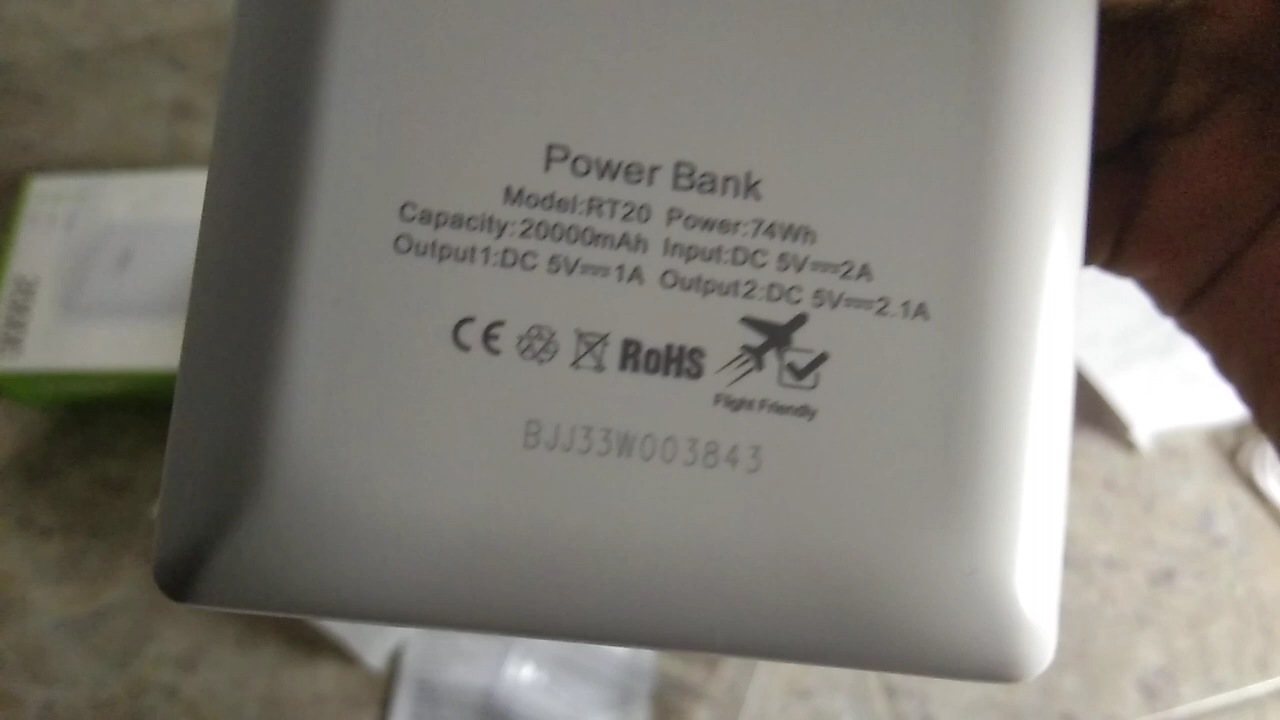 Power Bank
Model:RT20 Power:74Wh
Capacity:20000mAh Input:DC 5V⎓2A
Output1:DC 5V⎓1A Output2:DC 5V⎓2.1A
CE RoHS
Flight Friendly
BJJ33W003843